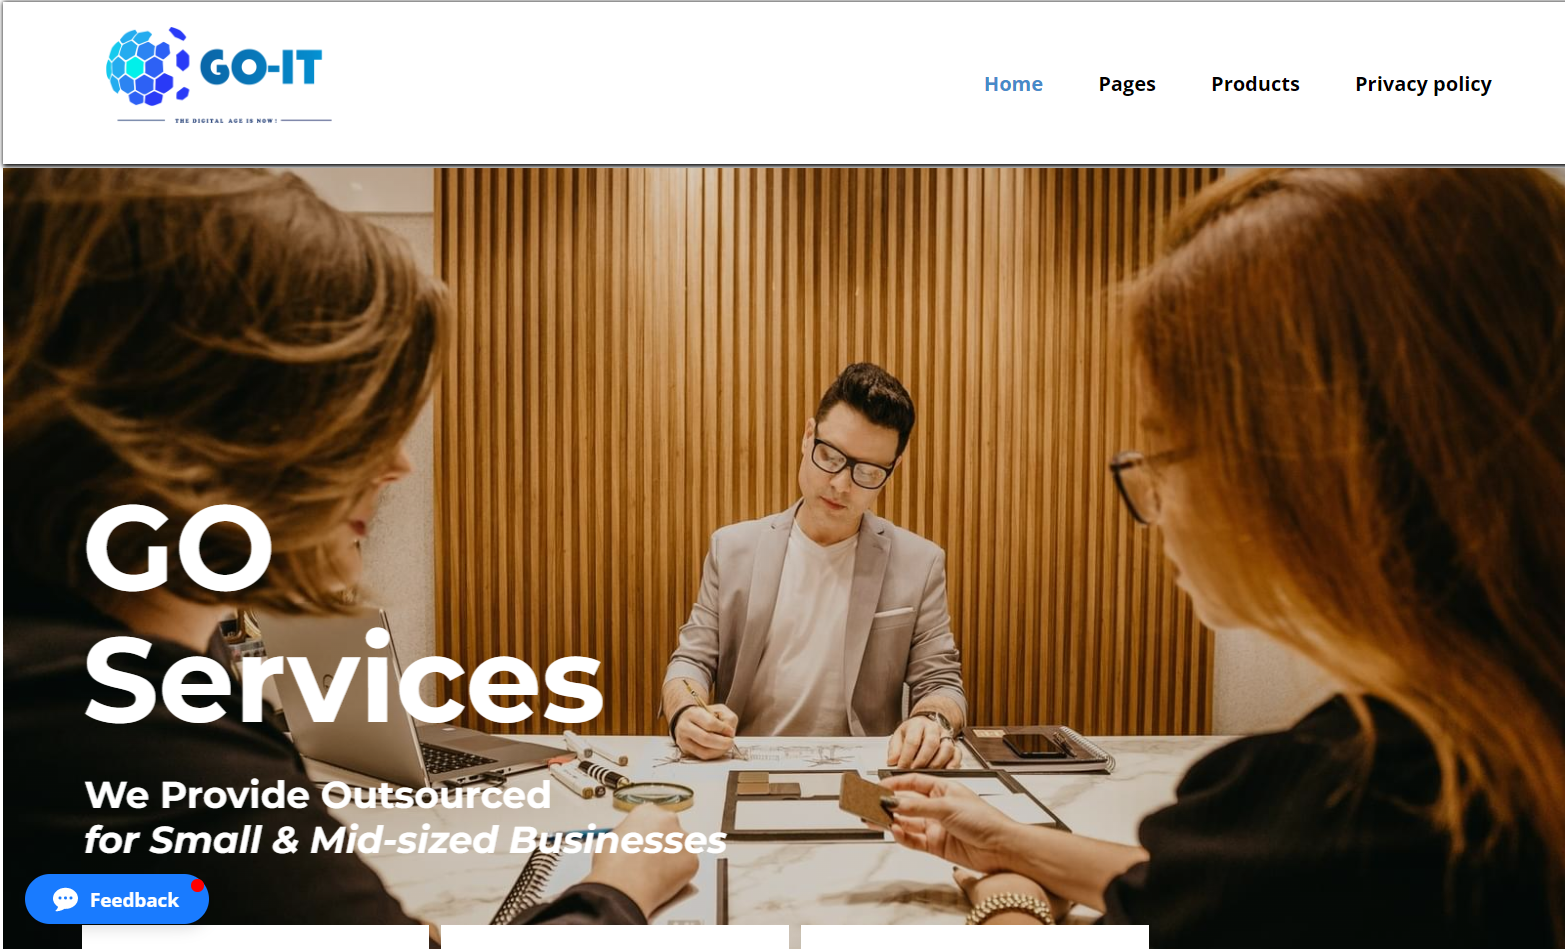 GO-IT
THE DIGITAL AGE IS NOW!
Home
Pages
Products
Privacy policy
GO
Services
We Provide Outsourced
for Small & Mid-sized Businesses
Feedback